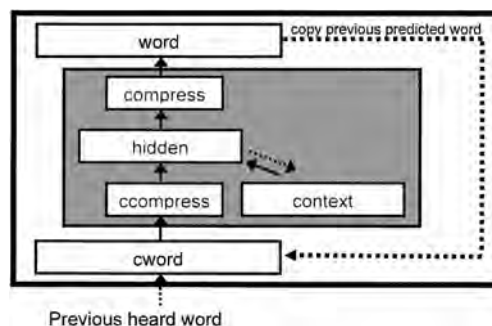 word
copy previous predicted word
compress
hidden
ccompress
context
cword
Previous heard word